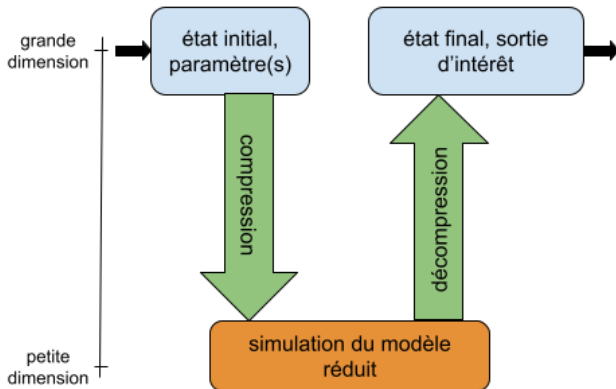 grande
dimension
état initial,
paramètre(s)
état final, sortie
d'intérêt
compression
décompression
simulation du modèle
réduit
petite
dimension